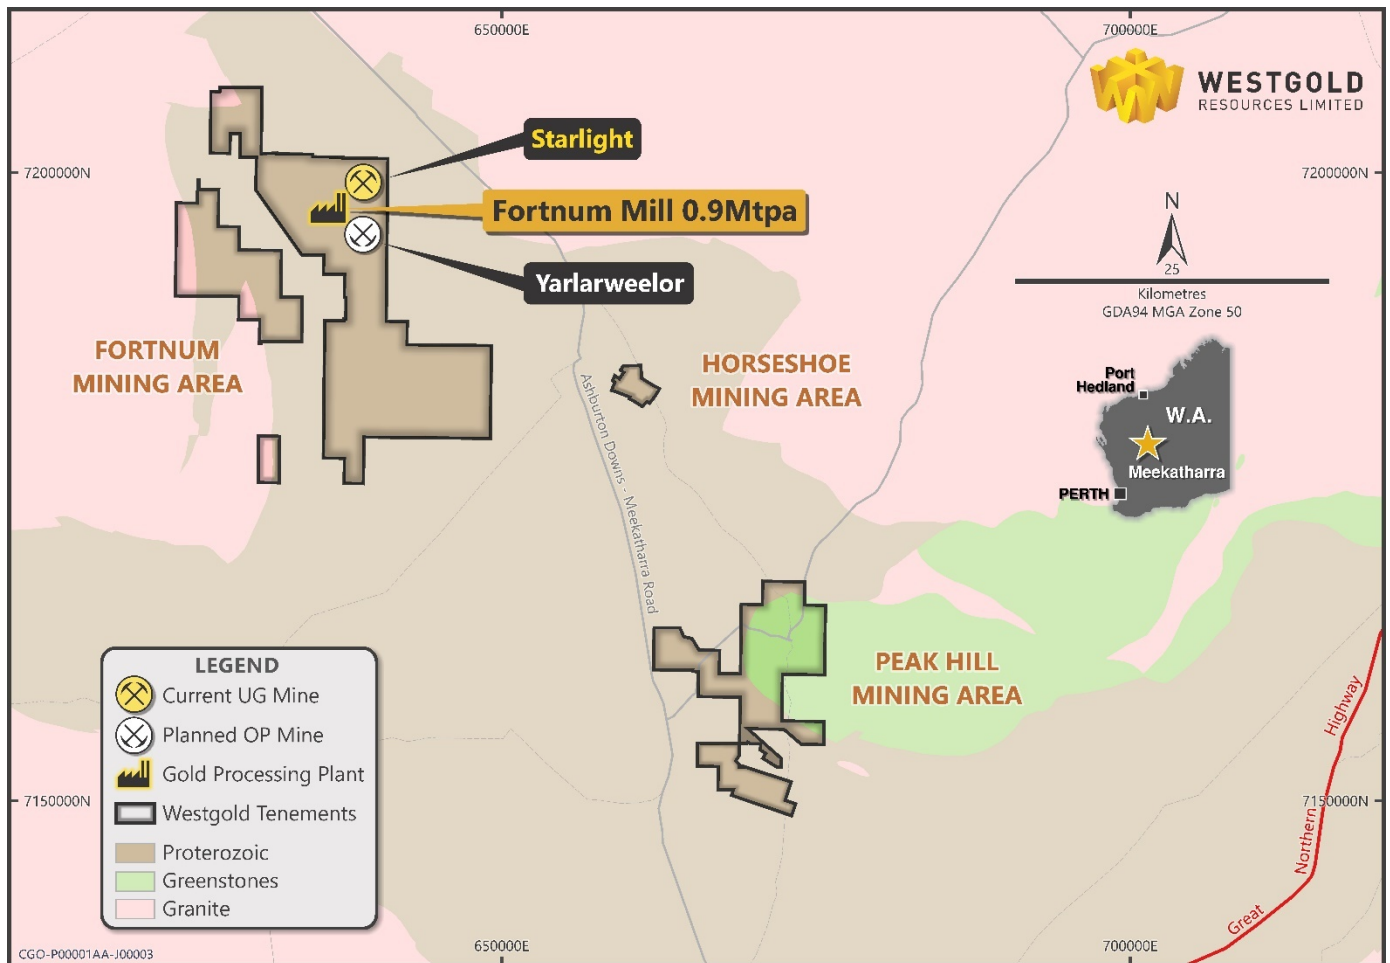 650000E
700000E
WESTGOLD
RESOURCES LIMITED
Starlight
7200000N
7200000N
Fortnum Mill 0.9Mtpa
N
Yarlarweelor
25
Kilometres
GDA94 MGA Zone 50
FORTNUM
MINING AREA
HORSESHOE
MINING AREA
Ashburton Downs - Meekatharra Road
Port
Hedland
W.A.
Meekatharra
PERTH
PEAK HILL
MINING AREA
LEGEND
Current UG Mine
Planned OP Mine
Gold Processing Plant
Westgold Tenements
Proterozoic
Greenstones
Granite
7150000N
7150000N
Great Northern Highway
650000E
700000E
CGO-P00001AA-J00003